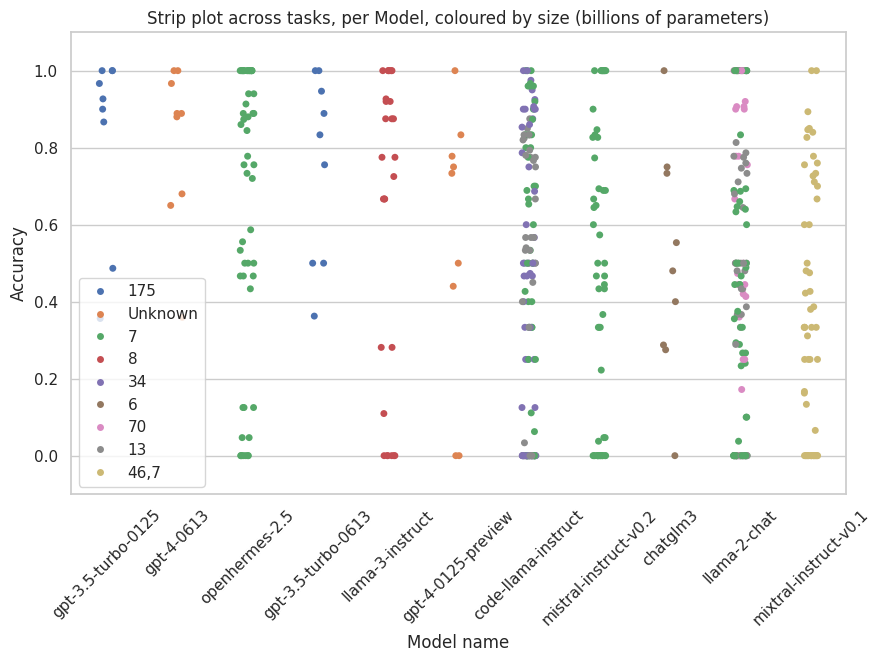 Strip plot across tasks, per Model, coloured by size (billions of parameters)
Accuracy
1.0
0.8
0.6
0.4
0.2
0.0
175
Unknown
7
8
34
6
70
13
46,7
gpt-3.5-turbo-0125
gpt-4-0613
openhermes-2.5
gpt-3.5-turbo-0613
llama-3-instruct
gpt-4-0125-preview
code-llama-instruct
mistral-instruct-v0.2
chatglm3
llama-2-chat
mixtral-instruct-v0.1
Model name